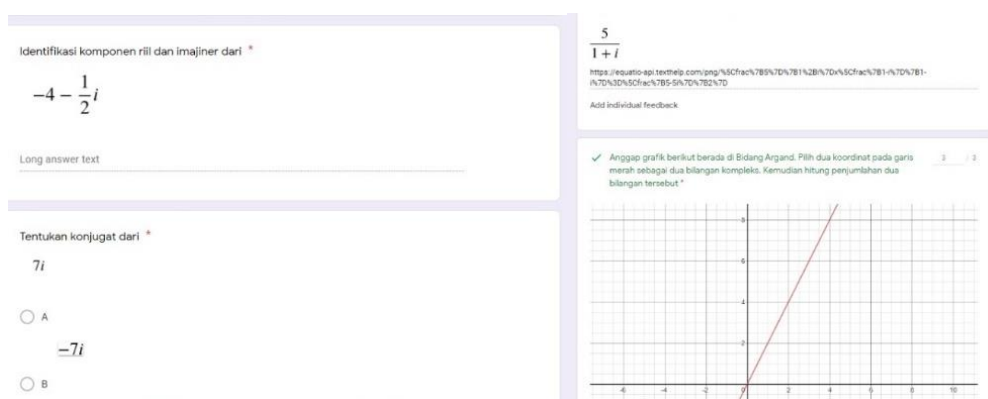 Identifikasi komponen riil dan imajiner dari *
−4 − 1/2 i
Long answer text
Tentukan konjugat dari *
7i
A
−7i
B
5/(1 + i)
https://equatio-api.texthelp.com/png/%5Cfrac%7B5%7D%7B1%2Bi%7Dx%5Cfrac%7B1-i%7D%7B1-
i%7D%3D%5Cfrac%7B5-5i%7D%7B2%7D
Add individual feedback
Anggap grafik berikut berada di Bidang Argand. Pilih dua koordinat pada garis
merah sebagai dua bilangan kompleks. Kemudian hitung penjumlahan dua
bilangan tersebut *
8
6
4
2
-6 -4 -2 0 2 4 6 8 10